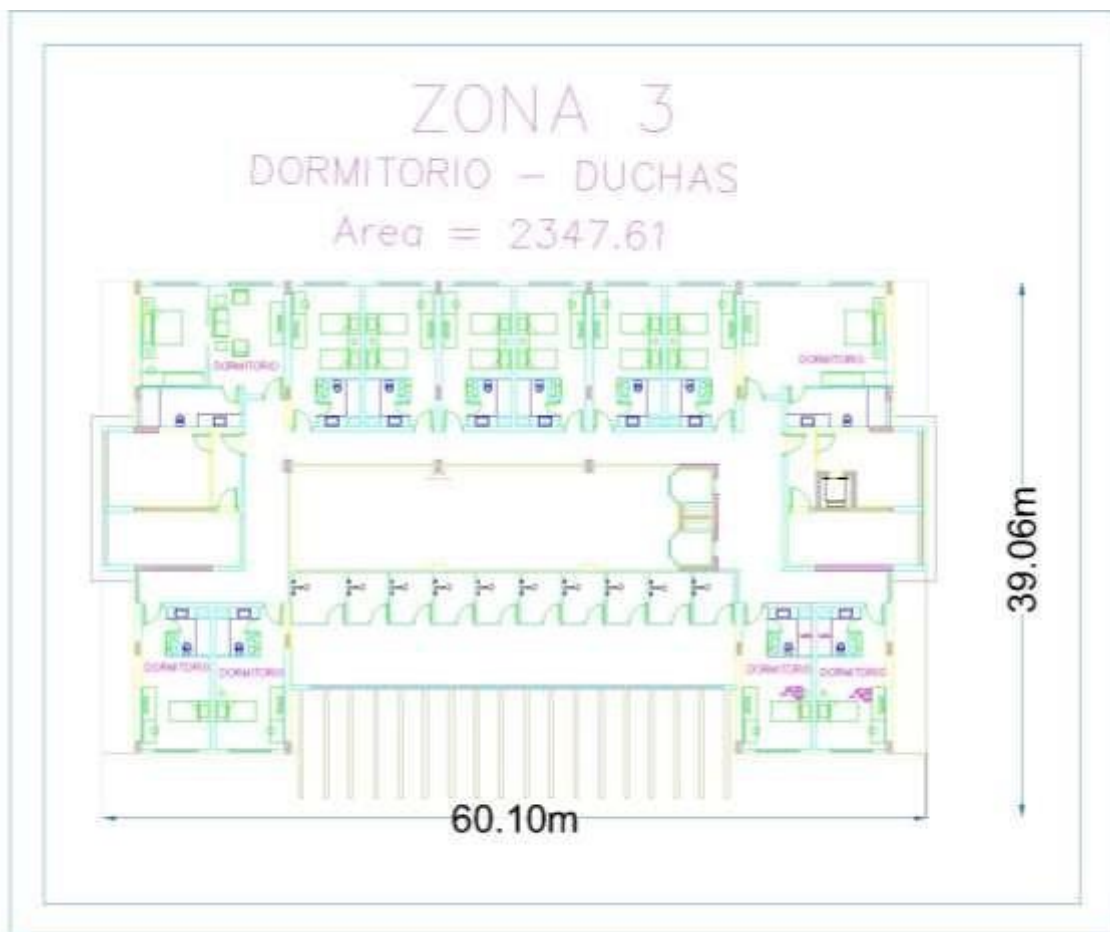 ZONA 3
DORMITORIO - DUCHAS
Area = 2347.61
DORMITORIO
DORMITORIO
39.06m
DORMITORIO
DORMITORIO
DORMITORIO
DORMITORIO
60.10m